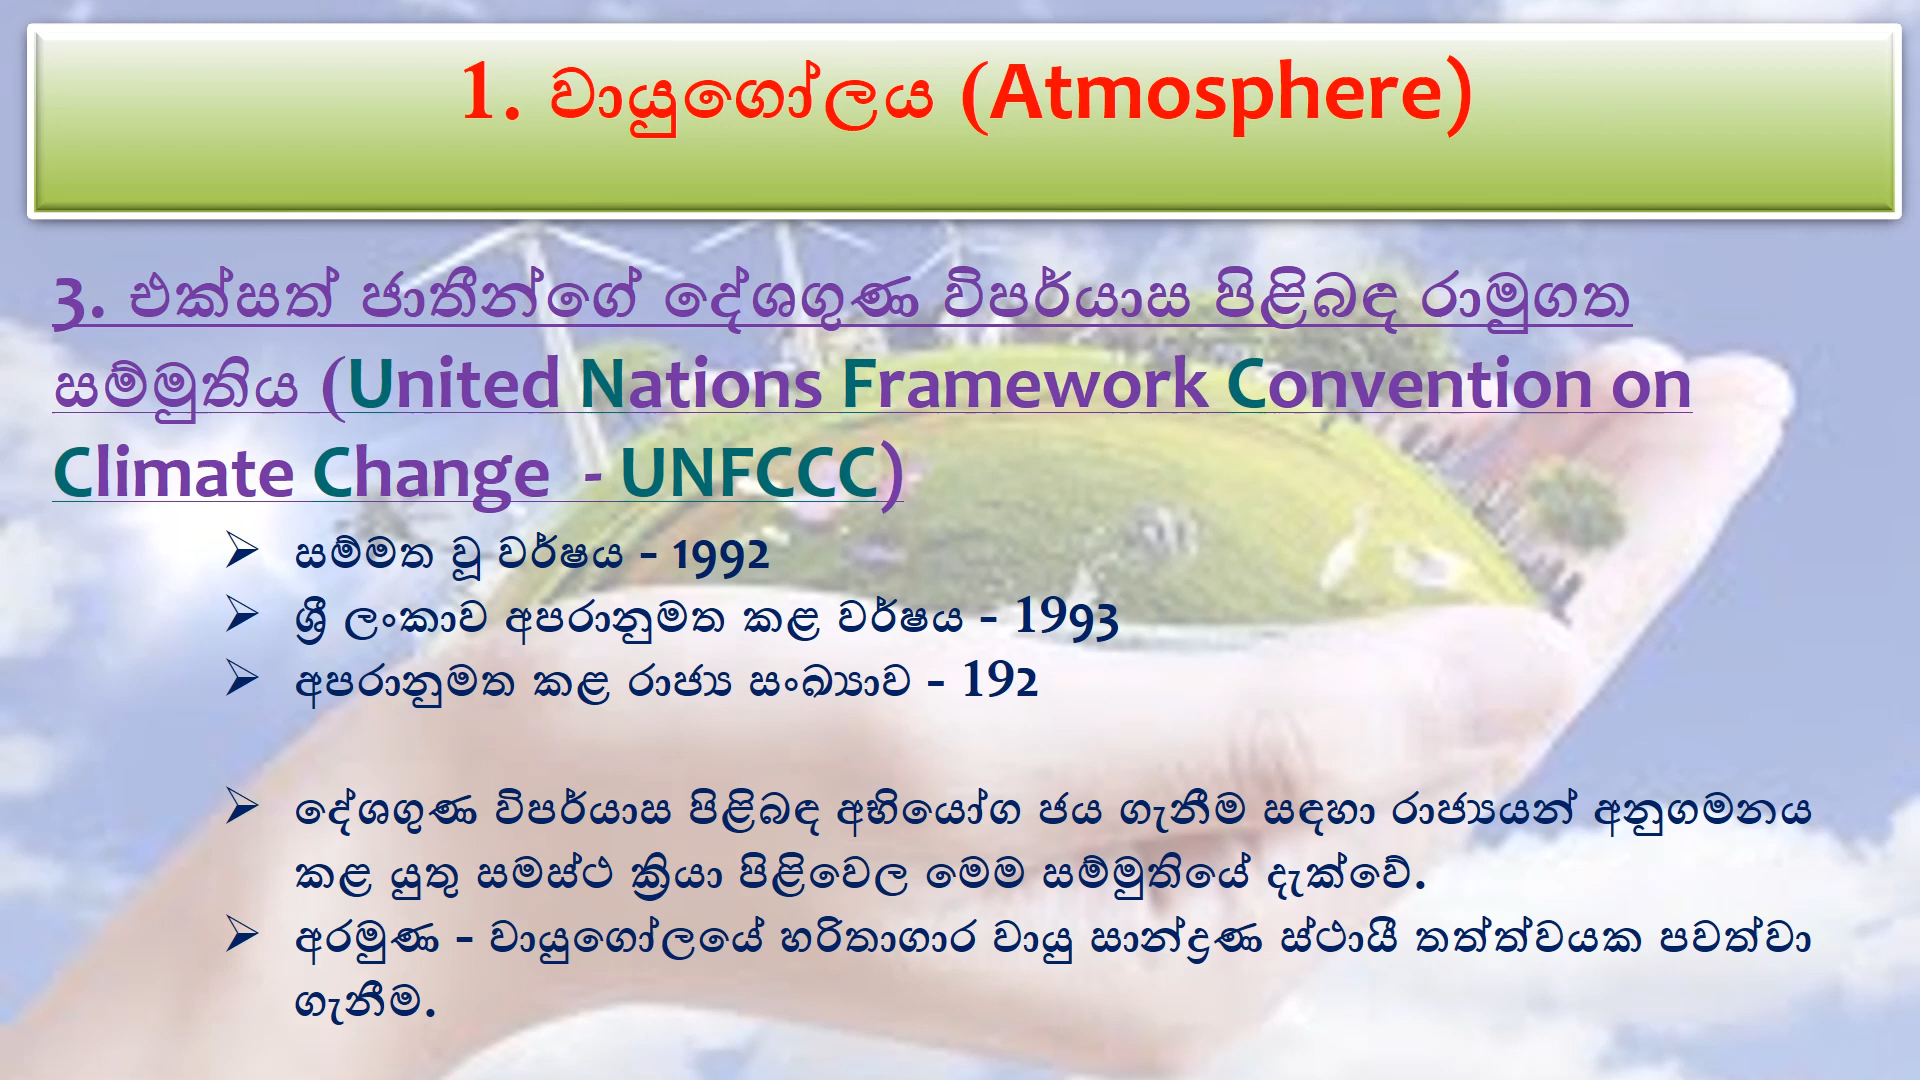 1. වායුගෝලය (Atmosphere)
3. එක්සත් ජාතීන්ගේ දේශගුණ විපර්යාස පිළිබඳ රාමුගත
සම්මුතිය (United Nations Framework Convention on
Climate Change - UNFCCC)
➢ සම්මත වූ වර්ෂය – 1992
➢ ශ්‍රී ලංකාව අපරානුමත කළ වර්ෂය – 1993
➢ අපරානුමත කළ රාජ්‍ය සංඛ්‍යාව – 192
➢ දේශගුණ විපර්යාස පිළිබඳ අභියෝග ජය ගැනීම සඳහා රාජ්‍යයන් අනුගමනය
කළ යුතු සමස්ථ ක්‍රියා පිළිවෙල මෙම සම්මුතියේ දැක්වේ.
➢ අරමුණ – වායුගෝලයේ හරිතාගාර වායු සාන්ද්‍රණ ස්ථායී තත්ත්වයක පවත්වා
ගැනීම.